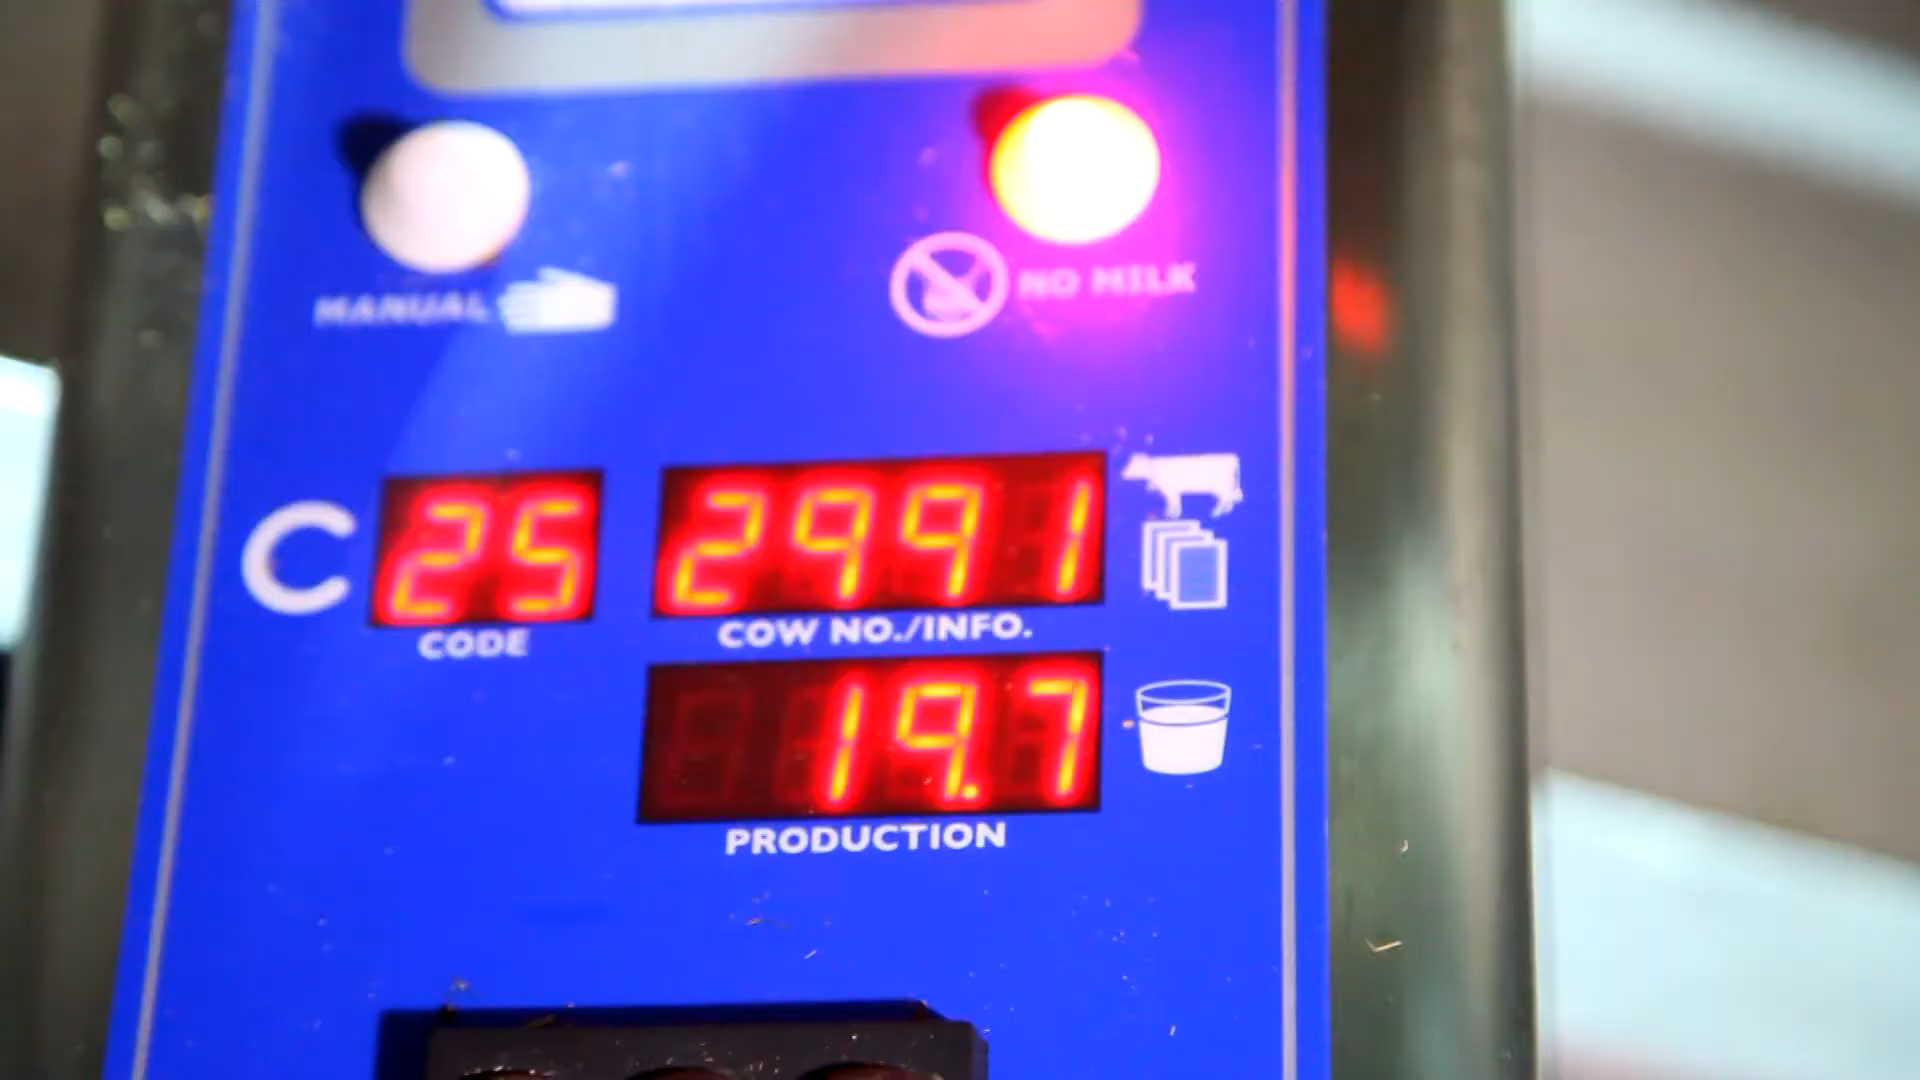 MANUAL NO MILK
C 25 2991
CODE COW NO./INFO.
19.7
PRODUCTION